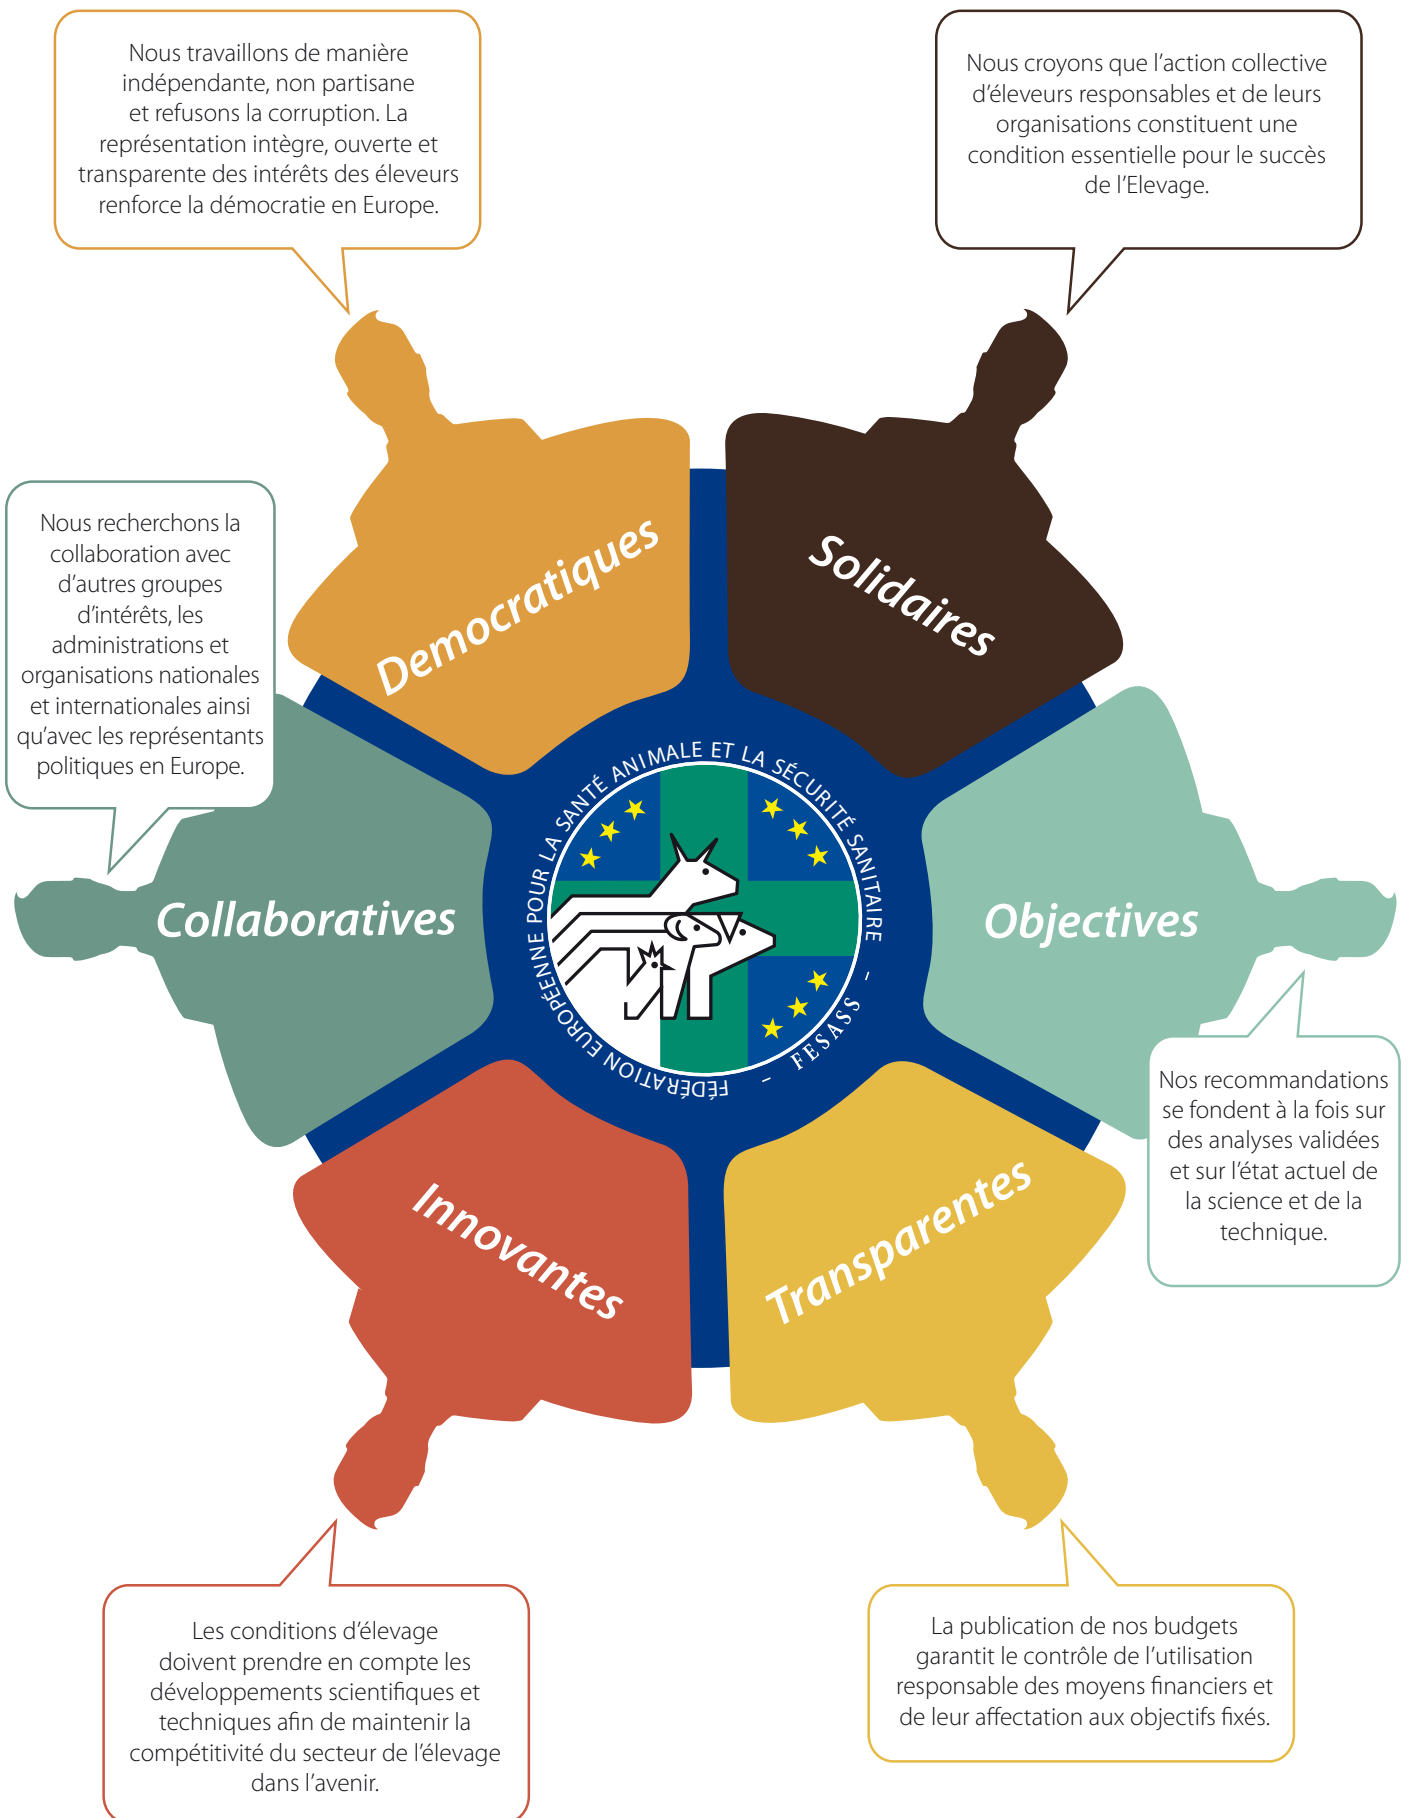 Nous travaillons de manière
indépendante, non partisane
et refusons la corruption. La
représentation intègre, ouverte et
transparente des intérêts des éleveurs
renforce la démocratie en Europe.
Nous croyons que l’action collective
d’éleveurs responsables et de leurs
organisations constituent une
condition essentielle pour le succès
de l’Elevage.
Democratiques
Solidaires
Nous recherchons la
collaboration avec
d’autres groupes
d’intérêts, les
administrations et
organisations nationales
et internationales ainsi
qu’avec les représentants
politiques en Europe.
Collaboratives
FÉDÉRATION EUROPÉENNE POUR LA SANTÉ ANIMALE ET LA SÉCURITÉ SANITAIRE - FESASS -
Objectives
Nos recommandations
se fondent à la fois sur
des analyses validées
et sur l’état actuel de
la science et de la
technique.
Innovantes
Transparentes
Les conditions d’élevage
doivent prendre en compte les
développements scientifiques et
techniques afin de maintenir la
compétitivité du secteur de l’élevage
dans l’avenir.
La publication de nos budgets
garantit le contrôle de l’utilisation
responsable des moyens financiers et
de leur affectation aux objectifs fixés.